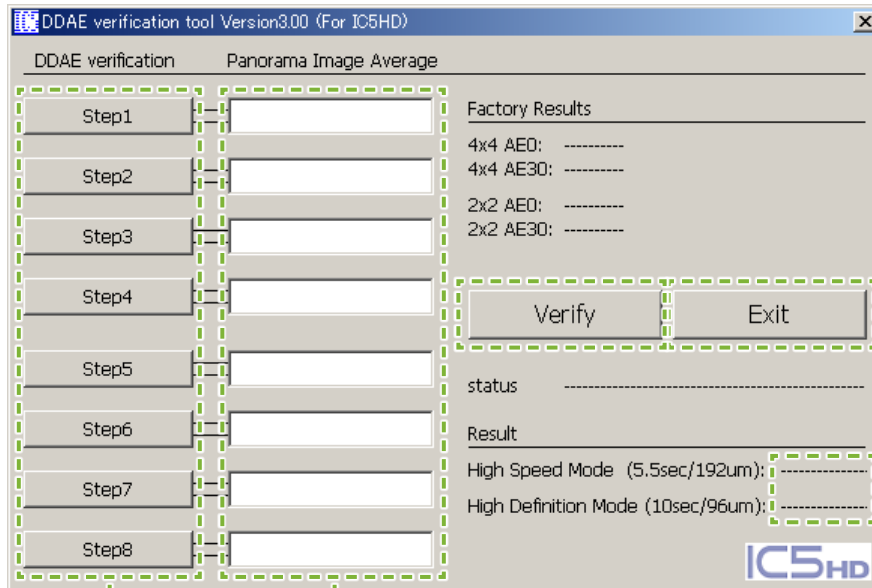 DDAE verification tool Version3.00 (For IC5HD)
DDAE verification Panorama Image Average
Step1
Step2
Step3
Step4
Step5
Step6
Step7
Step8
Factory Results
4x4 AE0: ----------
4x4 AE30: ----------
2x2 AE0: ----------
2x2 AE30: ----------
Verify Exit
status --------------------------------------------------
Result
High Speed Mode (5.5sec/192um): ---------------
High Definition Mode (10sec/96um): ---------------
IC5HD